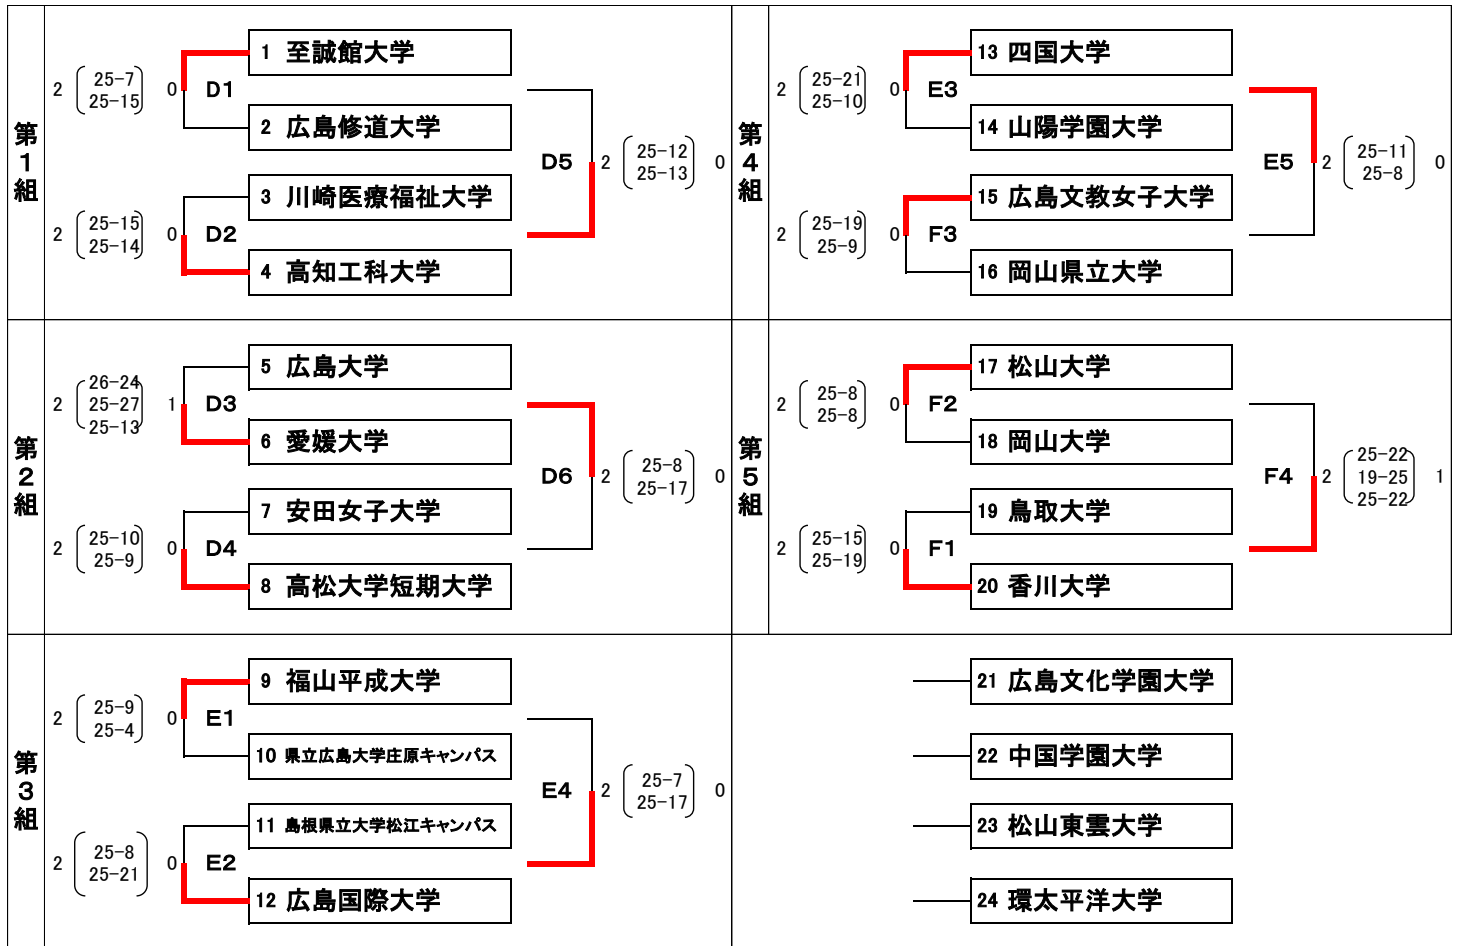 第1組
1 至誠館大学
2 (25-7 25-15) 0 D1
2 広島修道大学
D5 2 (25-12 25-13) 0
3 川崎医療福祉大学
2 (25-15 25-14) 0 D2
4 高知工科大学
第2組
5 広島大学
2 (26-24 25-27 25-13) 1 D3
6 愛媛大学
D6 2 (25-8 25-17) 0
7 安田女子大学
2 (25-10 25-9) 0 D4
8 高松大学短期大学
第3組
9 福山平成大学
2 (25-9 25-4) 0 E1
10 県立広島大学庄原キャンパス
E4 2 (25-7 25-17) 0
11 島根県立大学松江キャンパス
2 (25-8 25-21) 0 E2
12 広島国際大学
第4組
13 四国大学
2 (25-21 25-10) 0 E3
14 山陽学園大学
E5 2 (25-11 25-8) 0
15 広島文教女子大学
2 (25-19 25-9) 0 F3
16 岡山県立大学
第5組
17 松山大学
2 (25-8 25-8) 0 F2
18 岡山大学
F4 2 (25-22 19-25 25-22) 1
19 鳥取大学
2 (25-15 25-19) 0 F1
20 香川大学
21 広島文化学園大学
22 中国学園大学
23 松山東雲大学
24 環太平洋大学